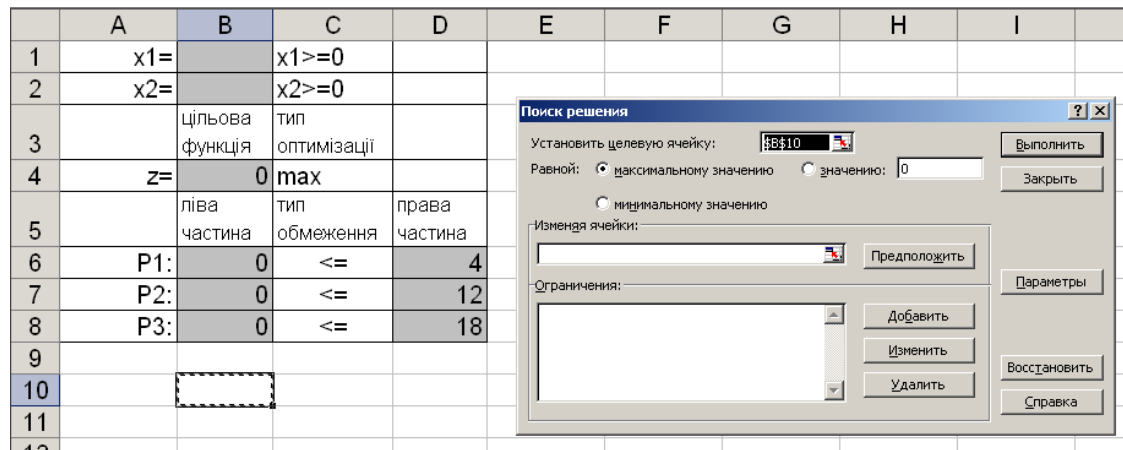 A B C D E F G H I
1 x1= x1>=0
2 x2= x2>=0
3 цільова функція тип оптимізації
4 z= 0 max
5 ліва частина тип обмеження права частина
6 P1: 0 <= 4
7 P2: 0 <= 12
8 P3: 0 <= 18
9
10
11
Поиск решения
Установить целевую ячейку: $B$10
Выполнить
Равной: максимальному значению значению: 0
Закрыть
минимальному значению
Изменяя ячейки:
Предположить
Ограничения:
Параметры
Добавить
Изменить
Восстановить
Удалить
Справка